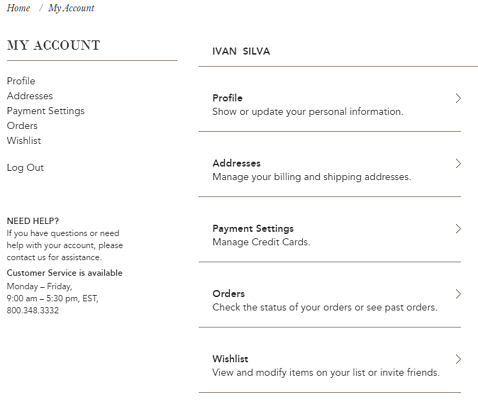 Home / My Account
MY ACCOUNT
Profile
Addresses
Payment Settings
Orders
Wishlist
Log Out
NEED HELP?
If you have questions or need
help with your account, please
contact us for assistance.
Customer Service is available
Monday – Friday,
9:00 am – 5:30 pm, EST,
800.348.3332
IVAN SILVA
Profile
Show or update your personal information.
Addresses
Manage your billing and shipping addresses.
Payment Settings
Manage Credit Cards.
Orders
Check the status of your orders or see past orders.
Wishlist
View and modify items on your list or invite friends.